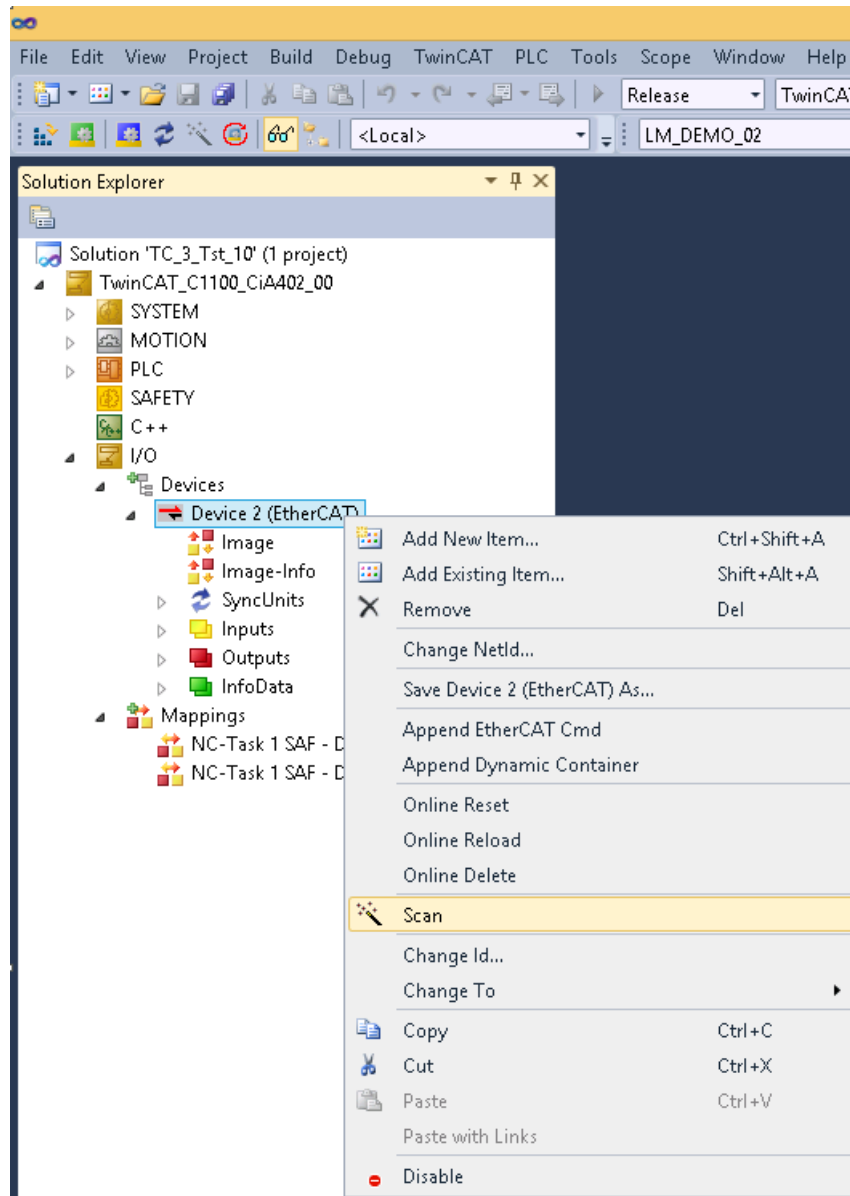 File Edit View Project Build Debug TwinCAT PLC Tools Scope Window Help
Release TwinCA
<Local> LM_DEMO_02
Solution Explorer
Solution 'TC_3_Tst_10' (1 project)
TwinCAT_C1100_CiA402_00
SYSTEM
MOTION
PLC
SAFETY
C++
I/O
Devices
Device 2 (EtherCAT)
Image
Image-Info
SyncUnits
Inputs
Outputs
InfoData
Mappings
NC-Task 1 SAF - D
NC-Task 1 SAF - D
Add New Item... Ctrl+Shift+A
Add Existing Item... Shift+Alt+A
Remove Del
Change NetId...
Save Device 2 (EtherCAT) As...
Append EtherCAT Cmd
Append Dynamic Container
Online Reset
Online Reload
Online Delete
Scan
Change Id...
Change To
Copy Ctrl+C
Cut Ctrl+X
Paste Ctrl+V
Paste with Links
Disable